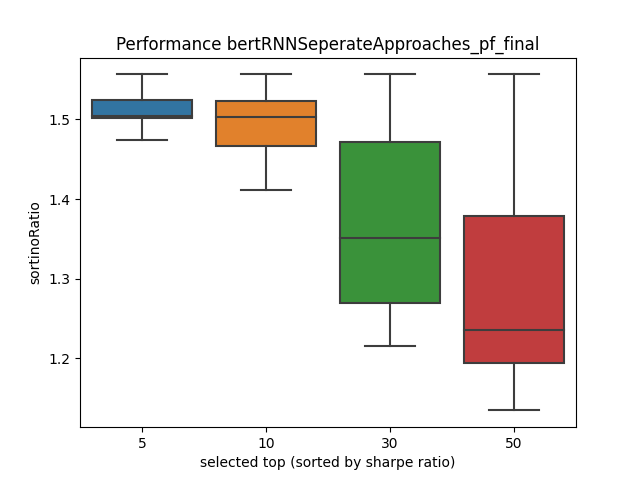 Performance bertRNNSeperateApproaches_pf_final
sortinoRatio
1.5
1.4
1.3
1.2
5 10 30 50
selected top (sorted by sharpe ratio)